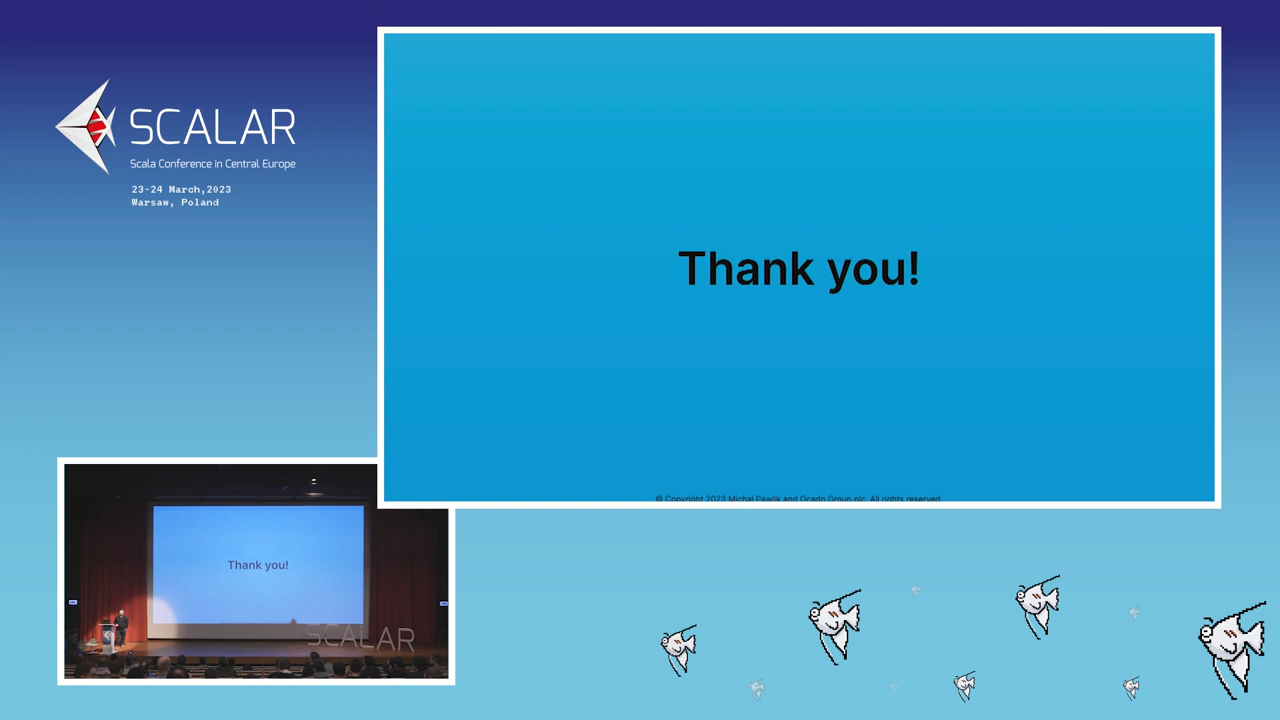 SCALAR
Scala Conference in Central Europe
23-24 March,2023
Warsaw, Poland
Thank you!
© Copyright 2023 Michał Pawlik and Ocado Group plc. All rights reserved
Thank you!
SCALAR